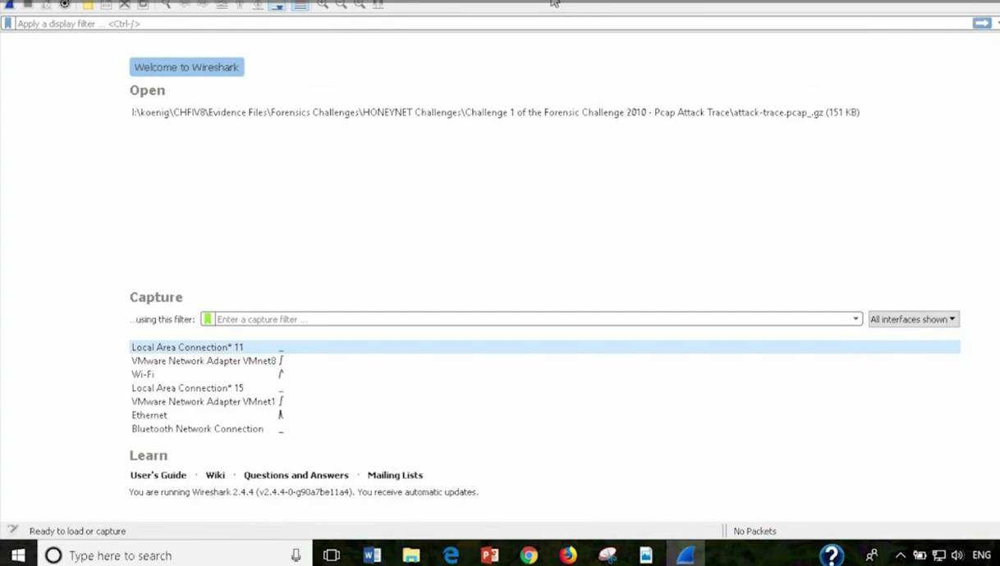 Apply a display filter ... <Ctrl-/>
Welcome to Wireshark
Open
I:\koenig\CHFIV8\Evidence Files\Forensics Challenges\HONEYNET Challenges\Challenge 1 of the Forensic Challenge 2010 - Pcap Attack Trace\attack-trace.pcap_.gz (151 KB)
Capture
...using this filter: Enter a capture filter ... All interfaces shown
Local Area Connection* 11
VMware Network Adapter VMnet8
Wi-Fi
Local Area Connection* 15
VMware Network Adapter VMnet1
Ethernet
Bluetooth Network Connection
Learn
User's Guide · Wiki · Questions and Answers · Mailing Lists
You are running Wireshark 2.4.4 (v2.4.4-0-g90a7be11a4). You receive automatic updates.
Ready to load or capture No Packets
Type here to search ENG